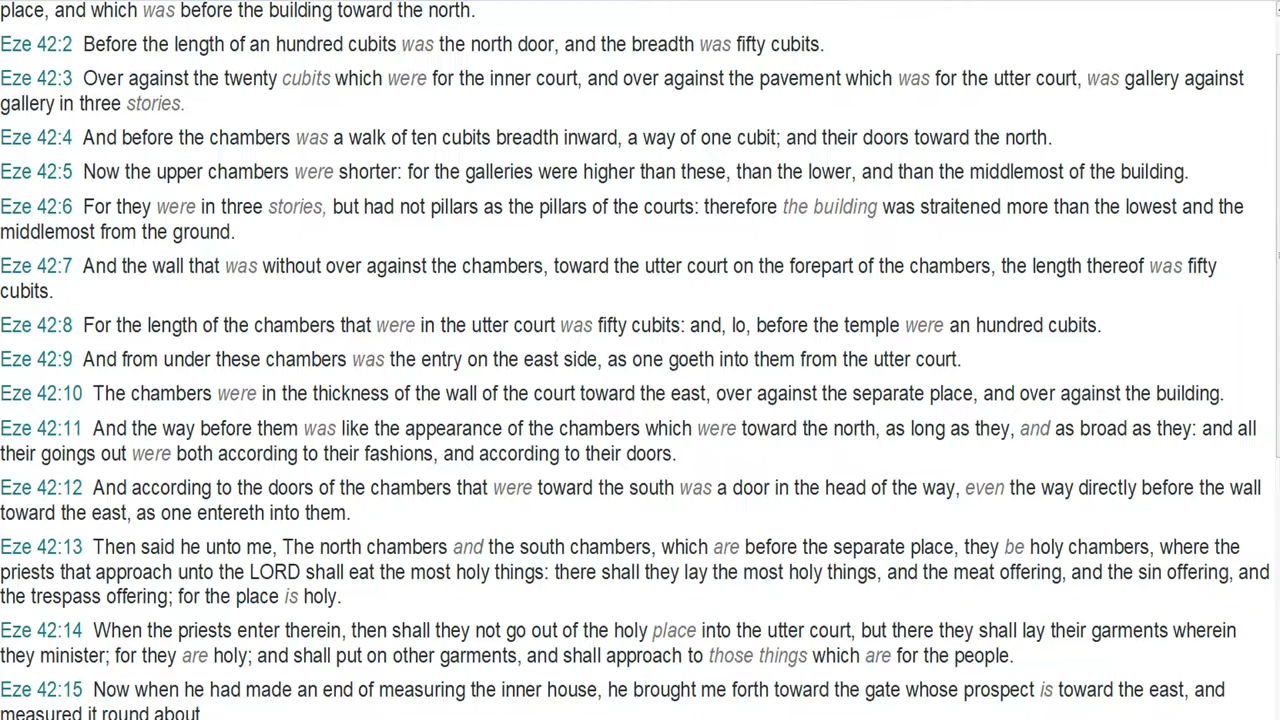 place, and which was before the building toward the north.
Eze 42:2 Before the length of an hundred cubits was the north door, and the breadth was fifty cubits.
Eze 42:3 Over against the twenty cubits which were for the inner court, and over against the pavement which was for the utter court, was gallery against
gallery in three stories.
Eze 42:4 And before the chambers was a walk of ten cubits breadth inward, a way of one cubit; and their doors toward the north.
Eze 42:5 Now the upper chambers were shorter: for the galleries were higher than these, than the lower, and than the middlemost of the building.
Eze 42:6 For they were in three stories, but had not pillars as the pillars of the courts: therefore the building was straitened more than the lowest and the
middlemost from the ground.
Eze 42:7 And the wall that was without over against the chambers, toward the utter court on the forepart of the chambers, the length thereof was fifty
cubits.
Eze 42:8 For the length of the chambers that were in the utter court was fifty cubits: and, lo, before the temple were an hundred cubits.
Eze 42:9 And from under these chambers was the entry on the east side, as one goeth into them from the utter court.
Eze 42:10 The chambers were in the thickness of the wall of the court toward the east, over against the separate place, and over against the building.
Eze 42:11 And the way before them was like the appearance of the chambers which were toward the north, as long as they, and as broad as they: and all
their goings out were both according to their fashions, and according to their doors.
Eze 42:12 And according to the doors of the chambers that were toward the south was a door in the head of the way, even the way directly before the wall
toward the east, as one entereth into them.
Eze 42:13 Then said he unto me, The north chambers and the south chambers, which are before the separate place, they be holy chambers, where the
priests that approach unto the LORD shall eat the most holy things: there shall they lay the most holy things, and the meat offering, and the sin offering, and
the trespass offering; for the place is holy.
Eze 42:14 When the priests enter therein, then shall they not go out of the holy place into the utter court, but there they shall lay their garments wherein
they minister; for they are holy; and shall put on other garments, and shall approach to those things which are for the people.
Eze 42:15 Now when he had made an end of measuring the inner house, he brought me forth toward the gate whose prospect is toward the east, and
measured it round about